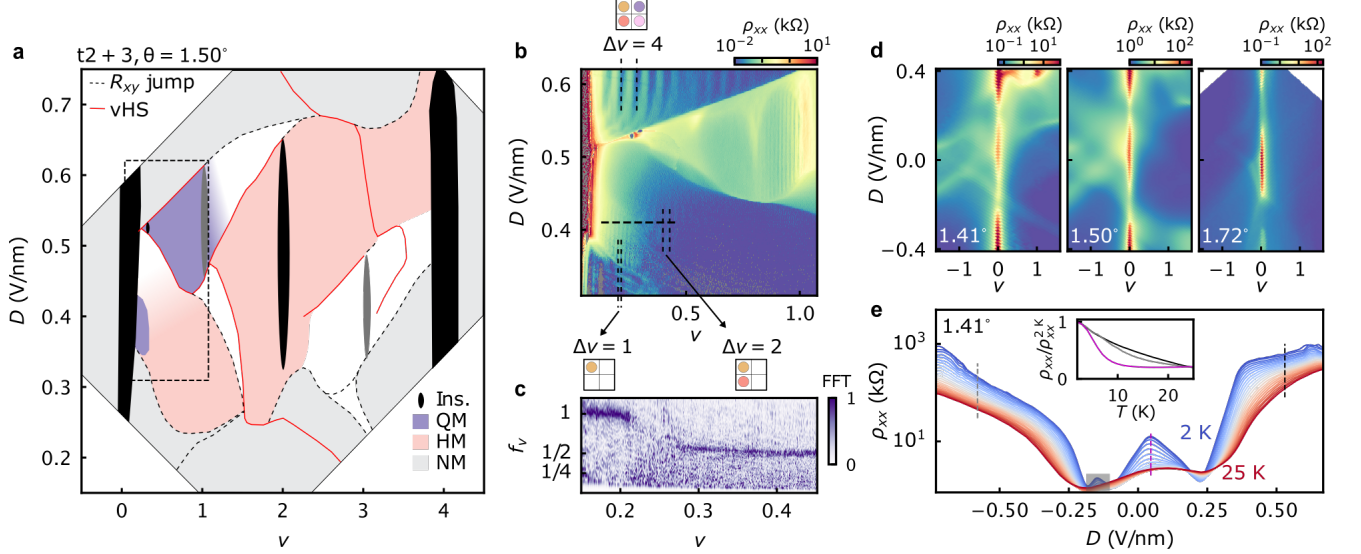 a
t2 + 3, θ = 1.50°
R_xy jump
vHS
D (V/nm)
0.7
0.6
0.5
0.4
0.3
0.2
Ins.
QM
HM
NM
0 1 2 3 4
ν
b
Δν = 4
ρ_xx (kΩ)
10^-2 10^1
D (V/nm)
0.6
0.5
0.4
0.5 1.0
ν
Δν = 1
Δν = 2
c
FFT
1
0
f_ν
1
1/2
1/4
0.2 0.3 0.4
ν
d
ρ_xx (kΩ) ρ_xx (kΩ) ρ_xx (kΩ)
10^-1 10^1 10^0 10^2 10^-1 10^2
D (V/nm)
0.4
0.0
−0.4
1.41° 1.50° 1.72°
−1 0 1 −1 0 1 −1 0 1
ν ν ν
e
1.41°
ρ_xx (kΩ)
10^3
10^1
ρ_xx/ρ_xx^2 K
1
0
10 20
T (K)
2 K
25 K
−0.50 −0.25 0.00 0.25 0.50
D (V/nm)